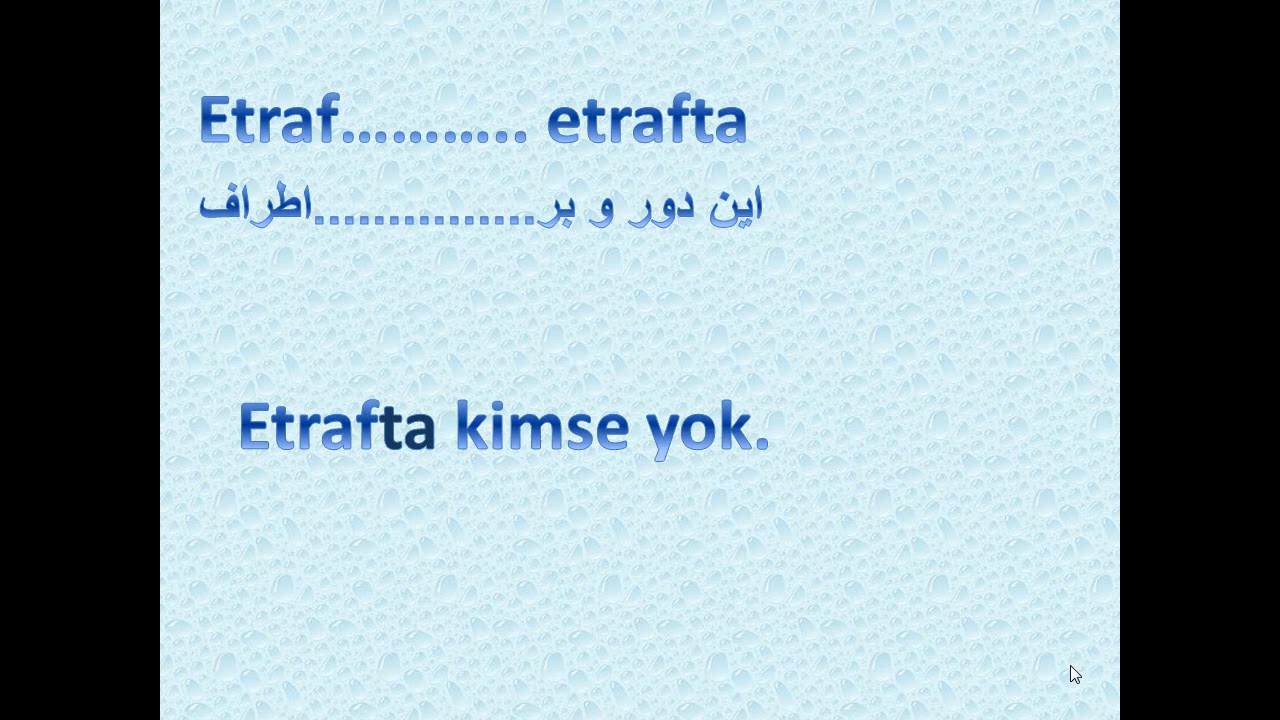 Etraf........... etrafta
این دور و بر...............اطراف
Etrafta kimse yok.